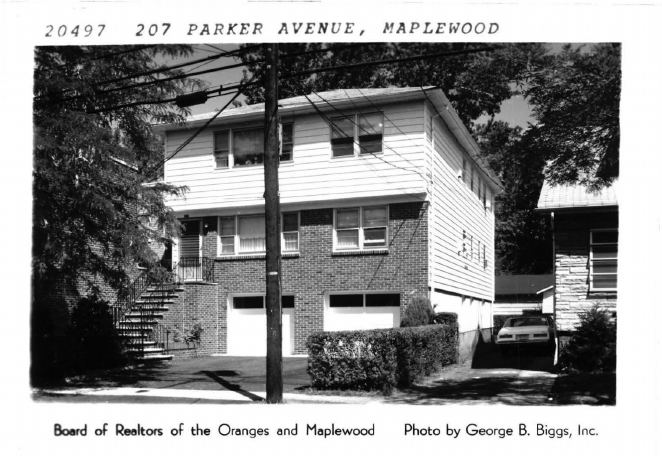 20497 207 PARKER AVENUE, MAPLEWOOD
Board of Realtors of the Oranges and Maplewood Photo by George B. Biggs, Inc.